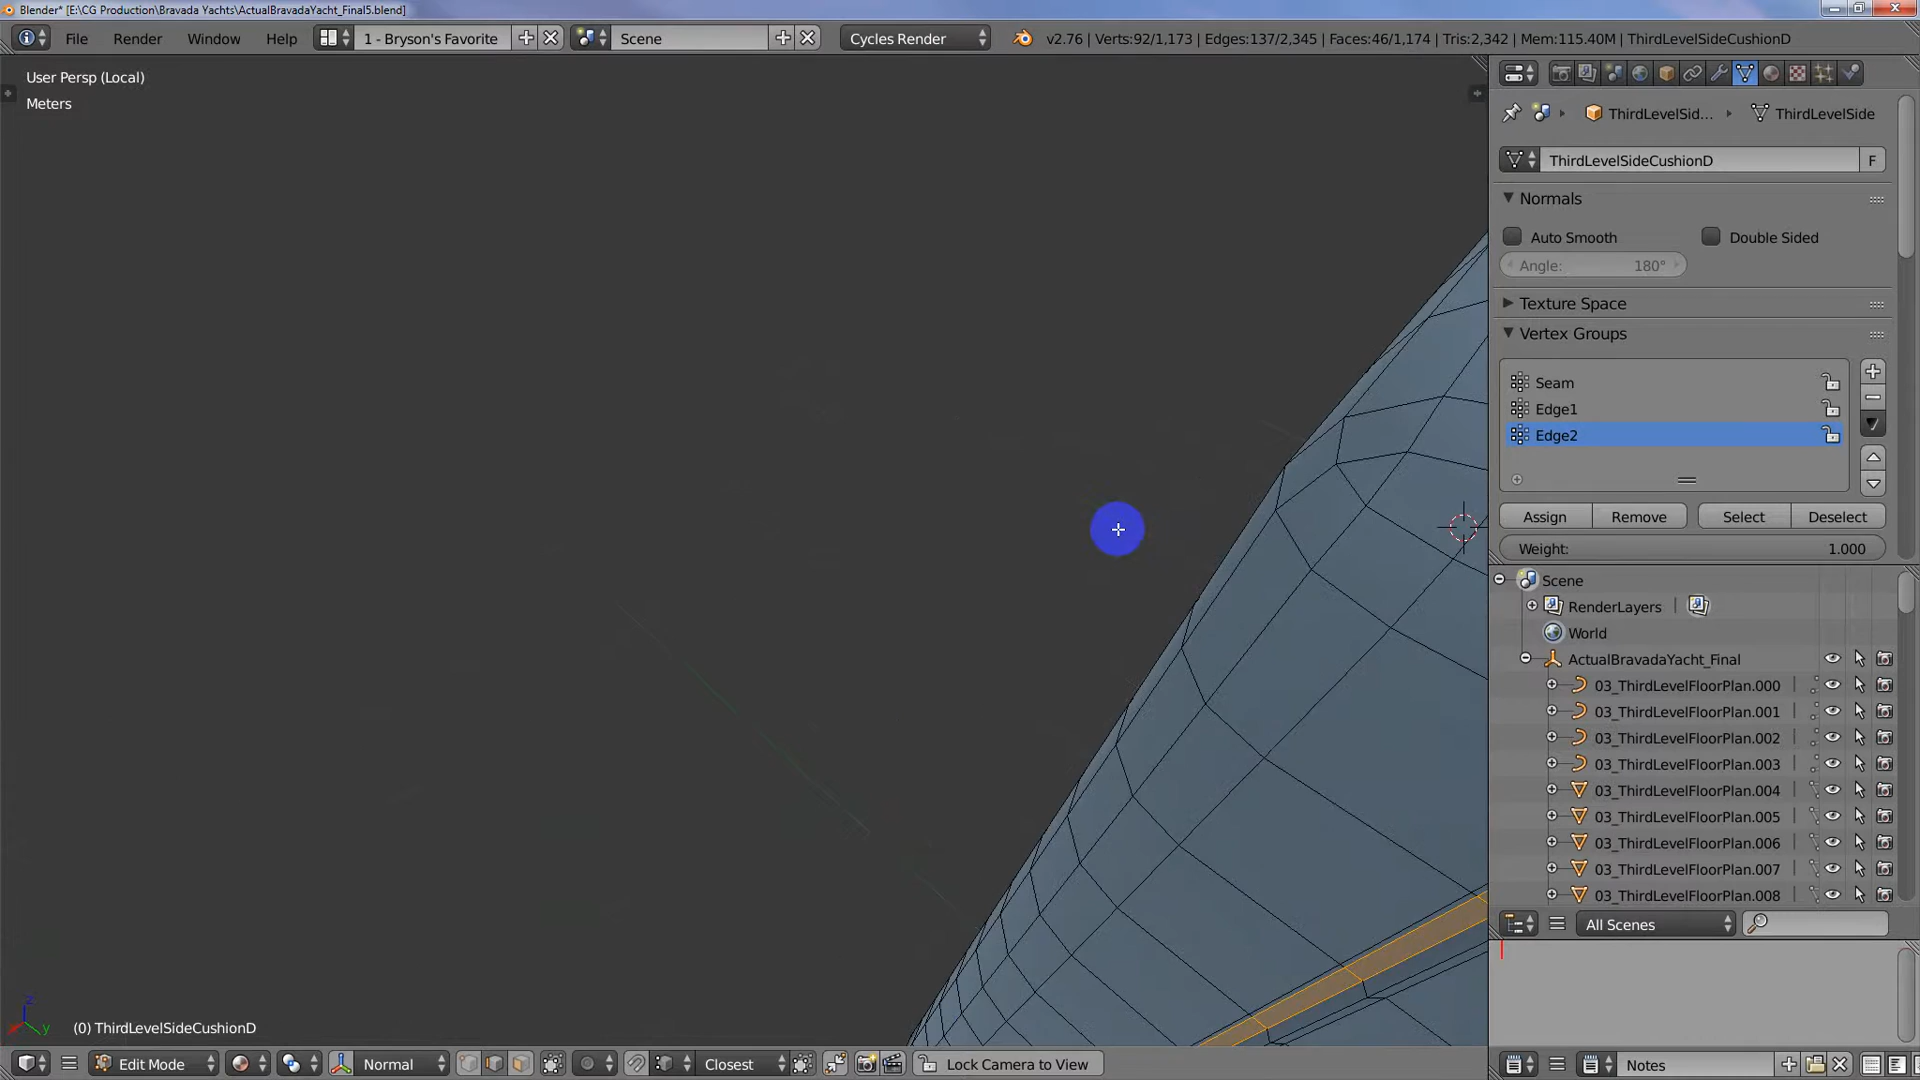 Blender* [E:\CG Production\Bravada Yachts\ActualBravadaYacht_Final5.blend]
File Render Window Help 1 - Bryson's Favorite Scene Cycles Render v2.76 | Verts:92/1,173 | Edges:137/2,345 | Faces:46/1,174 | Tris:2,342 | Mem:115.40M | ThirdLevelSideCushionD
User Persp (Local)
Meters
ThirdLevelSid... ThirdLevelSide
ThirdLevelSideCushionD F
Normals
Auto Smooth Double Sided
Angle: 180°
Texture Space
Vertex Groups
Seam
Edge1
Edge2
Assign Remove Select Deselect
Weight: 1.000
Scene
RenderLayers
World
ActualBravadaYacht_Final
03_ThirdLevelFloorPlan.000
03_ThirdLevelFloorPlan.001
03_ThirdLevelFloorPlan.002
03_ThirdLevelFloorPlan.003
03_ThirdLevelFloorPlan.004
03_ThirdLevelFloorPlan.005
03_ThirdLevelFloorPlan.006
03_ThirdLevelFloorPlan.007
03_ThirdLevelFloorPlan.008
All Scenes
z
y
(0) ThirdLevelSideCushionD
Edit Mode Normal Closest Lock Camera to View Notes